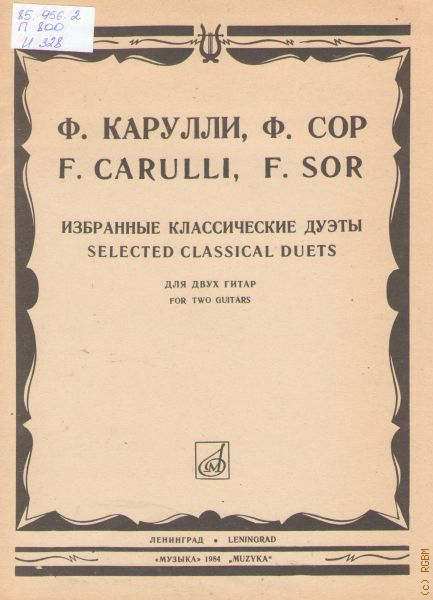 85.956.2
П 800
И 328
Ф. КАРУЛЛИ, Ф. СОР
F. CARULLI, F. SOR
ИЗБРАННЫЕ КЛАССИЧЕСКИЕ ДУЭТЫ
SELECTED CLASSICAL DUETS
ДЛЯ ДВУХ ГИТАР
FOR TWO GUITARS
ЛЕНИНГРАД • LENINGRAD
«МУЗЫКА» 1984 „MUZYKA”
(c) RGBM